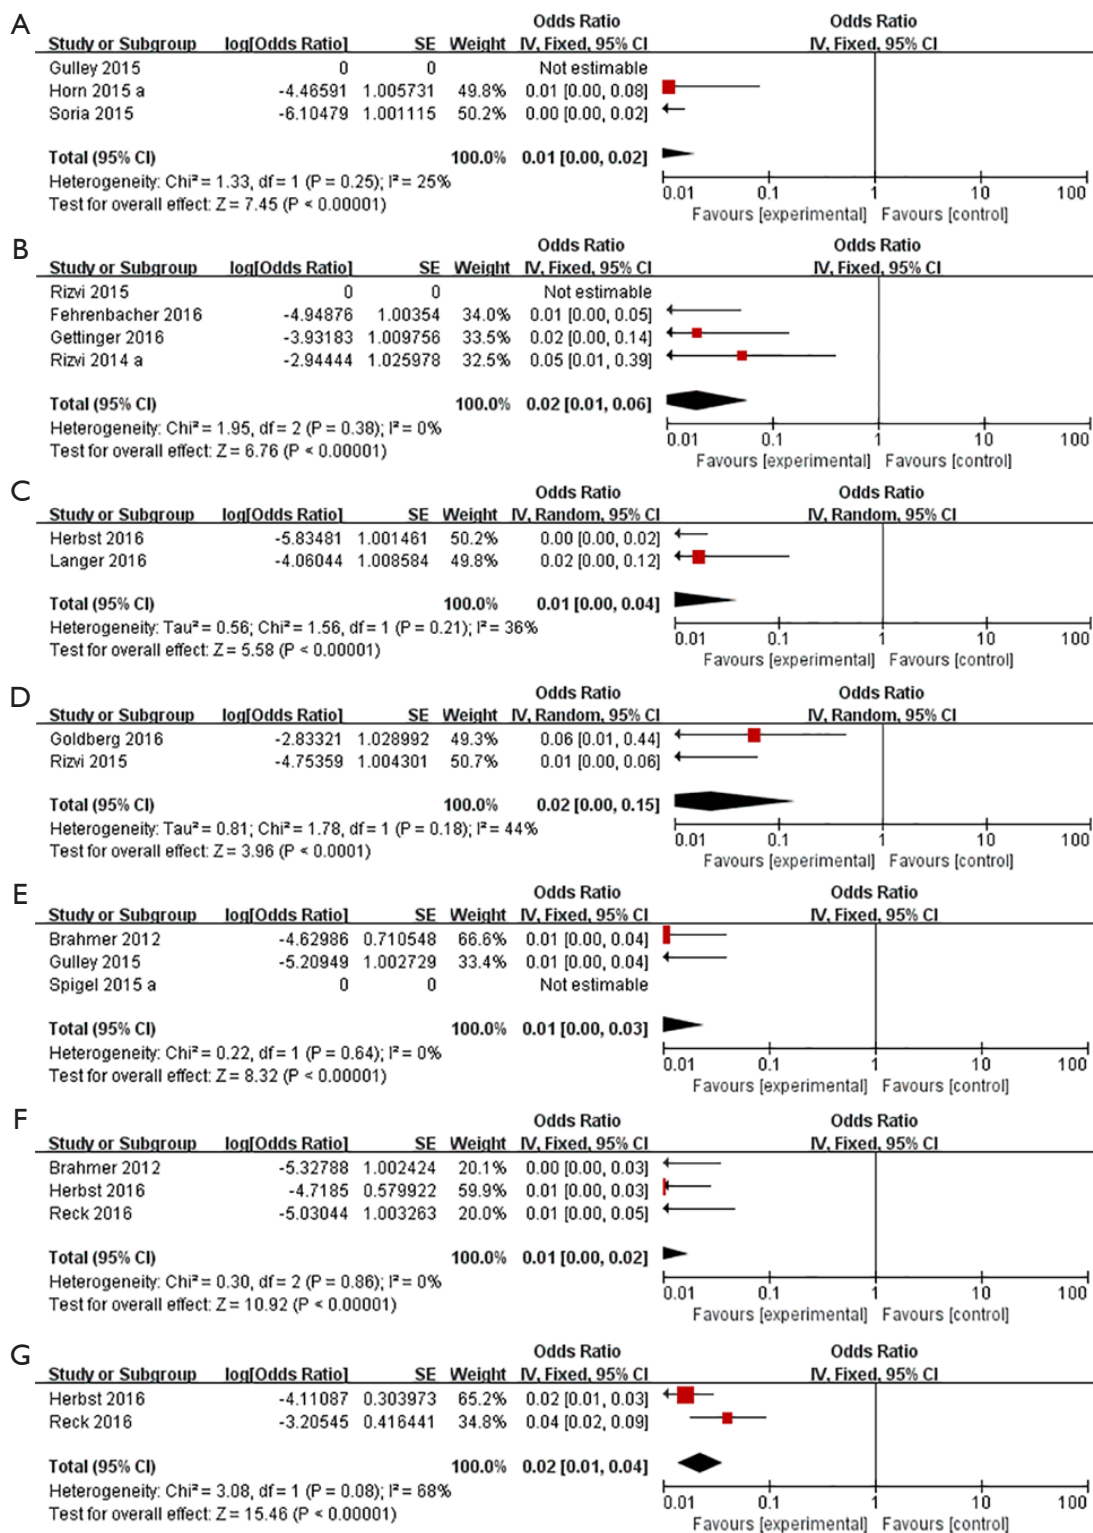 A
Odds Ratio Odds Ratio
Study or Subgroup log[Odds Ratio] SE Weight IV, Fixed, 95% CI IV, Fixed, 95% CI
Gulley 2015 0 0 Not estimable
Horn 2015 a -4.46591 1.005731 49.8% 0.01 [0.00, 0.08]
Soria 2015 -6.10479 1.001115 50.2% 0.00 [0.00, 0.02]
Total (95% CI) 100.0% 0.01 [0.00, 0.02]
Heterogeneity: Chi² = 1.33, df = 1 (P = 0.25); I² = 25%
Test for overall effect: Z = 7.45 (P < 0.00001)
0.01 0.1 1 10 100
Favours [experimental] Favours [control]
B
Odds Ratio Odds Ratio
Study or Subgroup log[Odds Ratio] SE Weight IV, Fixed, 95% CI IV, Fixed, 95% CI
Rizvi 2015 0 0 Not estimable
Fehrenbacher 2016 -4.94876 1.00354 34.0% 0.01 [0.00, 0.05]
Gettinger 2016 -3.93183 1.009756 33.5% 0.02 [0.00, 0.14]
Rizvi 2014 a -2.94444 1.025978 32.5% 0.05 [0.01, 0.39]
Total (95% CI) 100.0% 0.02 [0.01, 0.06]
Heterogeneity: Chi² = 1.95, df = 2 (P = 0.38); I² = 0%
Test for overall effect: Z = 6.76 (P < 0.00001)
0.01 0.1 1 10 100
Favours [experimental] Favours [control]
C
Odds Ratio Odds Ratio
Study or Subgroup log[Odds Ratio] SE Weight IV, Random, 95% CI IV, Random, 95% CI
Herbst 2016 -5.83481 1.001461 50.2% 0.00 [0.00, 0.02]
Langer 2016 -4.06044 1.008584 49.8% 0.02 [0.00, 0.12]
Total (95% CI) 100.0% 0.01 [0.00, 0.04]
Heterogeneity: Tau² = 0.56; Chi² = 1.56, df = 1 (P = 0.21); I² = 36%
Test for overall effect: Z = 5.58 (P < 0.00001)
0.01 0.1 1 10 100
Favours [experimental] Favours [control]
D
Odds Ratio Odds Ratio
Study or Subgroup log[Odds Ratio] SE Weight IV, Random, 95% CI IV, Random, 95% CI
Goldberg 2016 -2.83321 1.028992 49.3% 0.06 [0.01, 0.44]
Rizvi 2015 -4.75359 1.004301 50.7% 0.01 [0.00, 0.06]
Total (95% CI) 100.0% 0.02 [0.00, 0.15]
Heterogeneity: Tau² = 0.81; Chi² = 1.78, df = 1 (P = 0.18); I² = 44%
Test for overall effect: Z = 3.96 (P < 0.0001)
0.01 0.1 1 10 100
Favours [experimental] Favours [control]
E
Odds Ratio Odds Ratio
Study or Subgroup log[Odds Ratio] SE Weight IV, Fixed, 95% CI IV, Fixed, 95% CI
Brahmer 2012 -4.62986 0.710548 66.6% 0.01 [0.00, 0.04]
Gulley 2015 -5.20949 1.002729 33.4% 0.01 [0.00, 0.04]
Spigel 2015 a 0 0 Not estimable
Total (95% CI) 100.0% 0.01 [0.00, 0.03]
Heterogeneity: Chi² = 0.22, df = 1 (P = 0.64); I² = 0%
Test for overall effect: Z = 8.32 (P < 0.00001)
0.01 0.1 1 10 100
Favours [experimental] Favours [control]
F
Odds Ratio Odds Ratio
Study or Subgroup log[Odds Ratio] SE Weight IV, Fixed, 95% CI IV, Fixed, 95% CI
Brahmer 2012 -5.32788 1.002424 20.1% 0.00 [0.00, 0.03]
Herbst 2016 -4.7185 0.579922 59.9% 0.01 [0.00, 0.03]
Reck 2016 -5.03044 1.003263 20.0% 0.01 [0.00, 0.05]
Total (95% CI) 100.0% 0.01 [0.00, 0.02]
Heterogeneity: Chi² = 0.30, df = 2 (P = 0.86); I² = 0%
Test for overall effect: Z = 10.92 (P < 0.00001)
0.01 0.1 1 10 100
Favours [experimental] Favours [control]
G
Odds Ratio Odds Ratio
Study or Subgroup log[Odds Ratio] SE Weight IV, Fixed, 95% CI IV, Fixed, 95% CI
Herbst 2016 -4.11087 0.303973 65.2% 0.02 [0.01, 0.03]
Reck 2016 -3.20545 0.416441 34.8% 0.04 [0.02, 0.09]
Total (95% CI) 100.0% 0.02 [0.01, 0.04]
Heterogeneity: Chi² = 3.08, df = 1 (P = 0.08); I² = 68%
Test for overall effect: Z = 15.46 (P < 0.00001)
0.01 0.1 1 10 100
Favours [experimental] Favours [control]